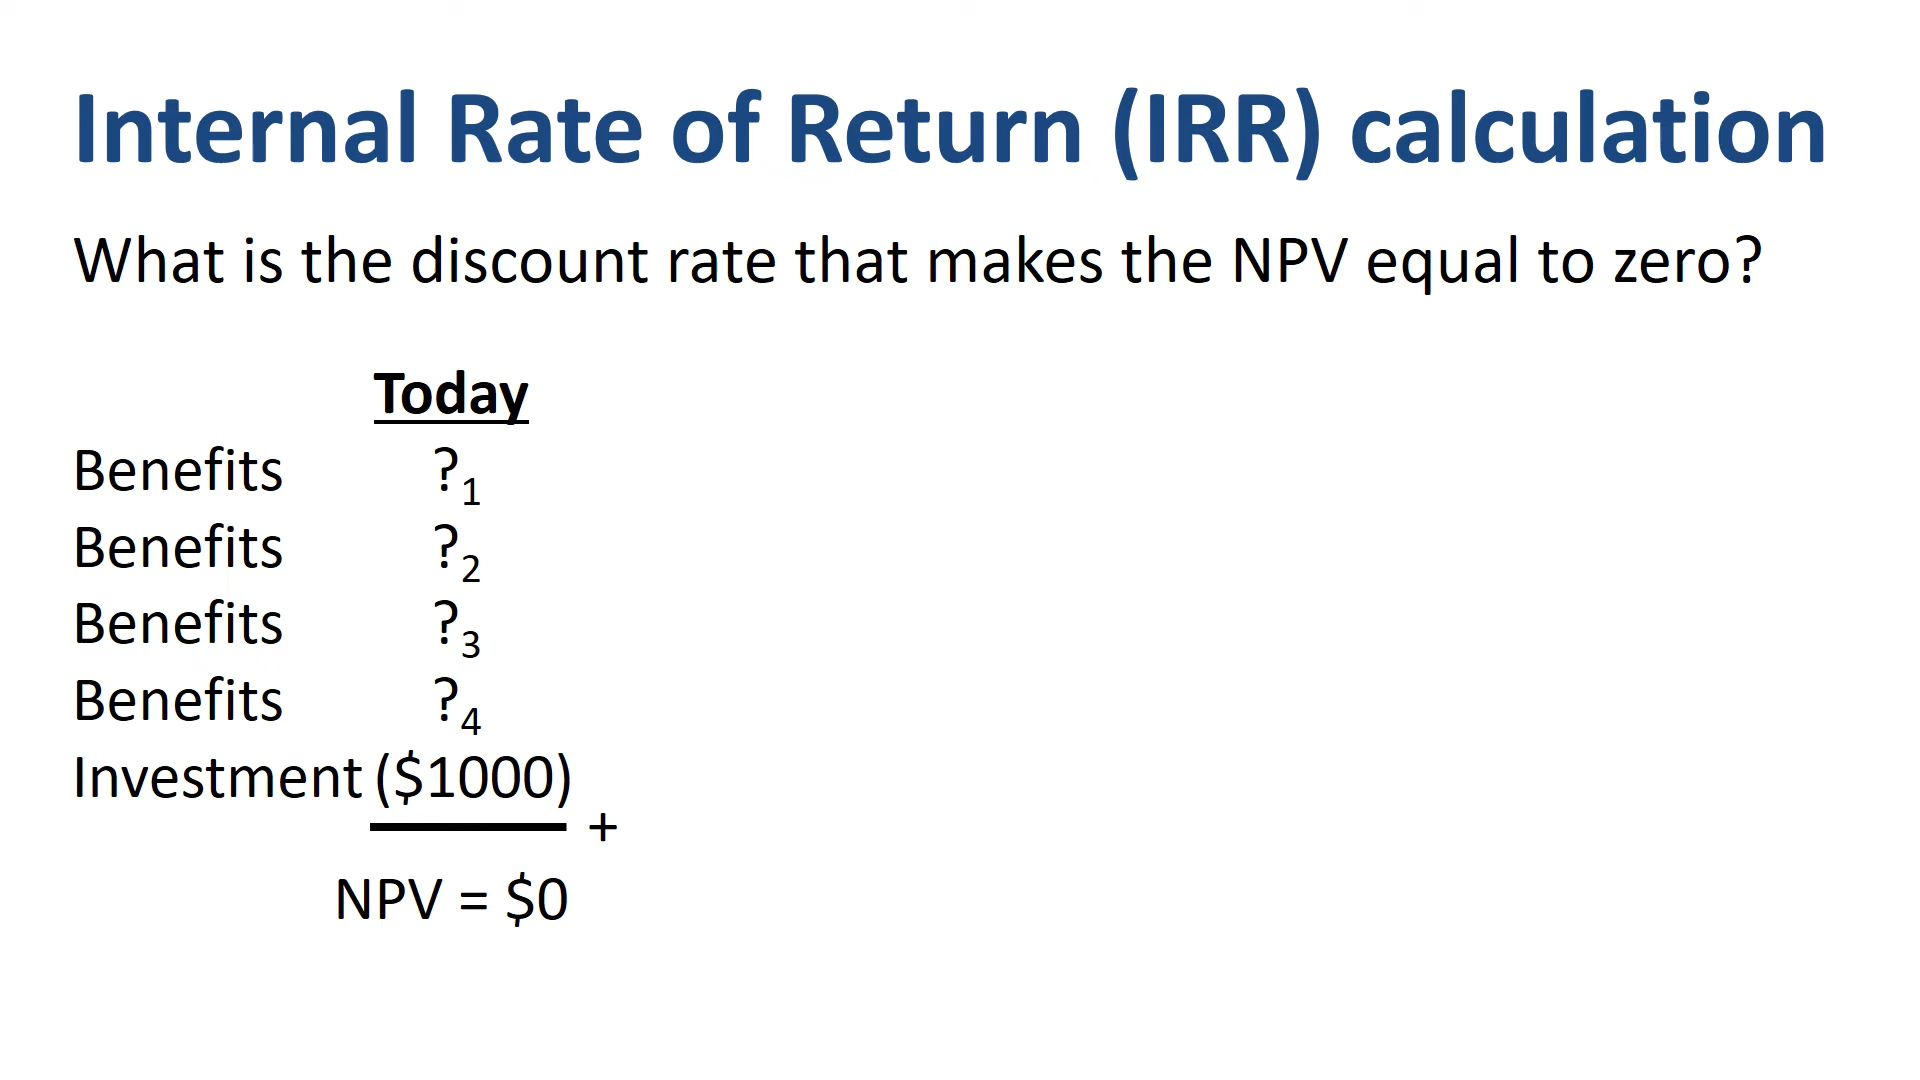 Internal Rate of Return (IRR) calculation
What is the discount rate that makes the NPV equal to zero?
Today
Benefits ?₁
Benefits ?₂
Benefits ?₃
Benefits ?₄
Investment ($1000)
+
NPV = $0